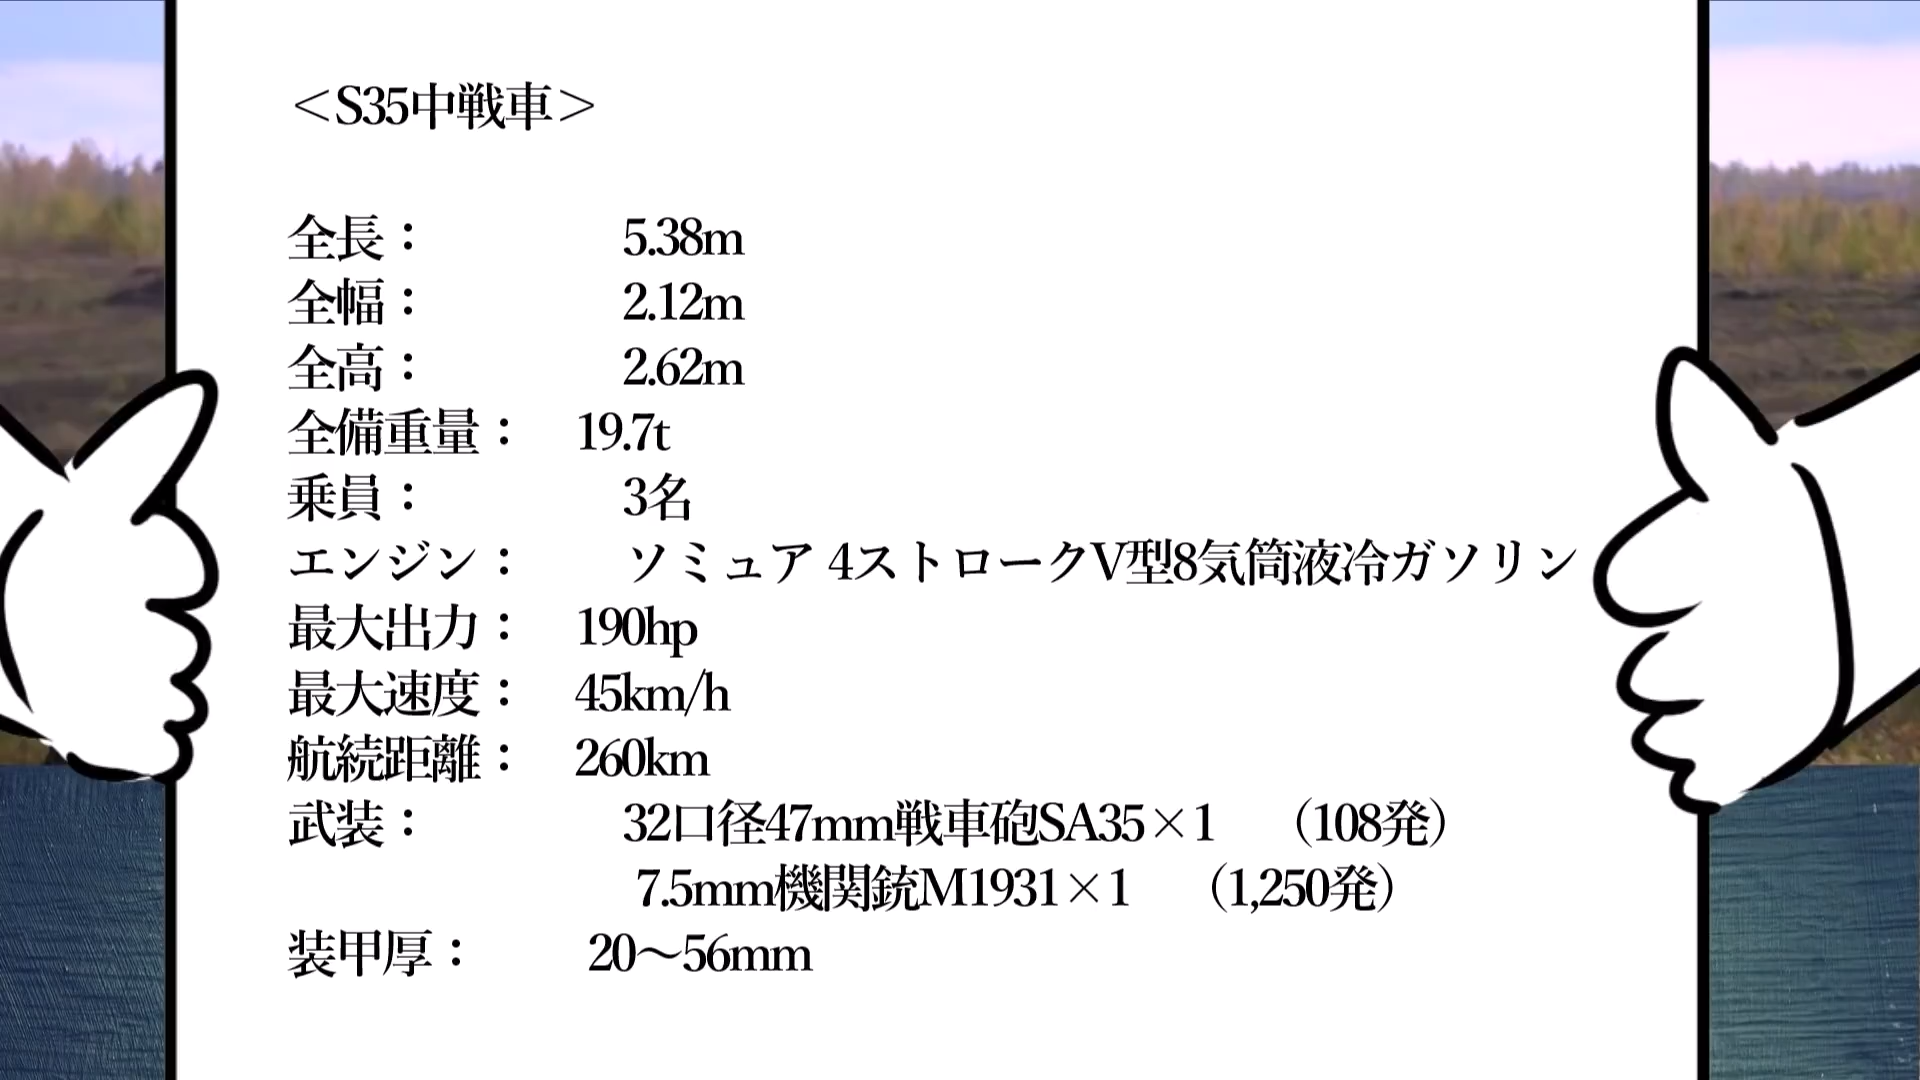 ＜S35中戦車＞
全長： 5.38m
全幅： 2.12m
全高： 2.62m
全備重量： 19.7t
乗員： 3名
エンジン： ソミュア 4ストロークV型8気筒液冷ガソリン
最大出力： 190hp
最大速度： 45km/h
航続距離： 260km
武装： 32口径47mm戦車砲SA35×1 （108発）
7.5mm機関銃M1931×1 （1,250発）
装甲厚： 20～56mm